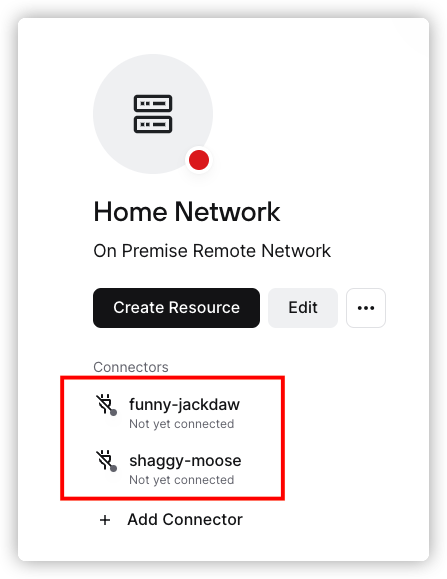 Home Network
On Premise Remote Network
Create Resource
Edit
Connectors
funny-jackdaw
Not yet connected
shaggy-moose
Not yet connected
+ Add Connector